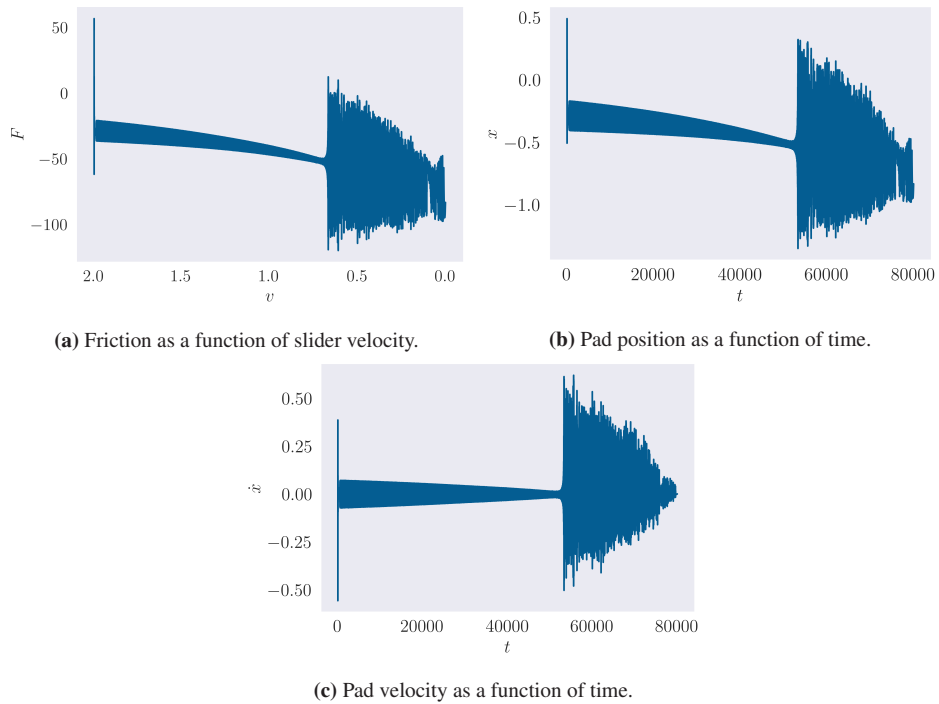 50
0
−50
−100
F
2.0 1.5 1.0 0.5 0.0
v
(a) Friction as a function of slider velocity.
0.5
0.0
−0.5
−1.0
x
0 20000 40000 60000 80000
t
(b) Pad position as a function of time.
0.50
0.25
0.00
−0.25
−0.50
ẋ
0 20000 40000 60000 80000
t
(c) Pad velocity as a function of time.